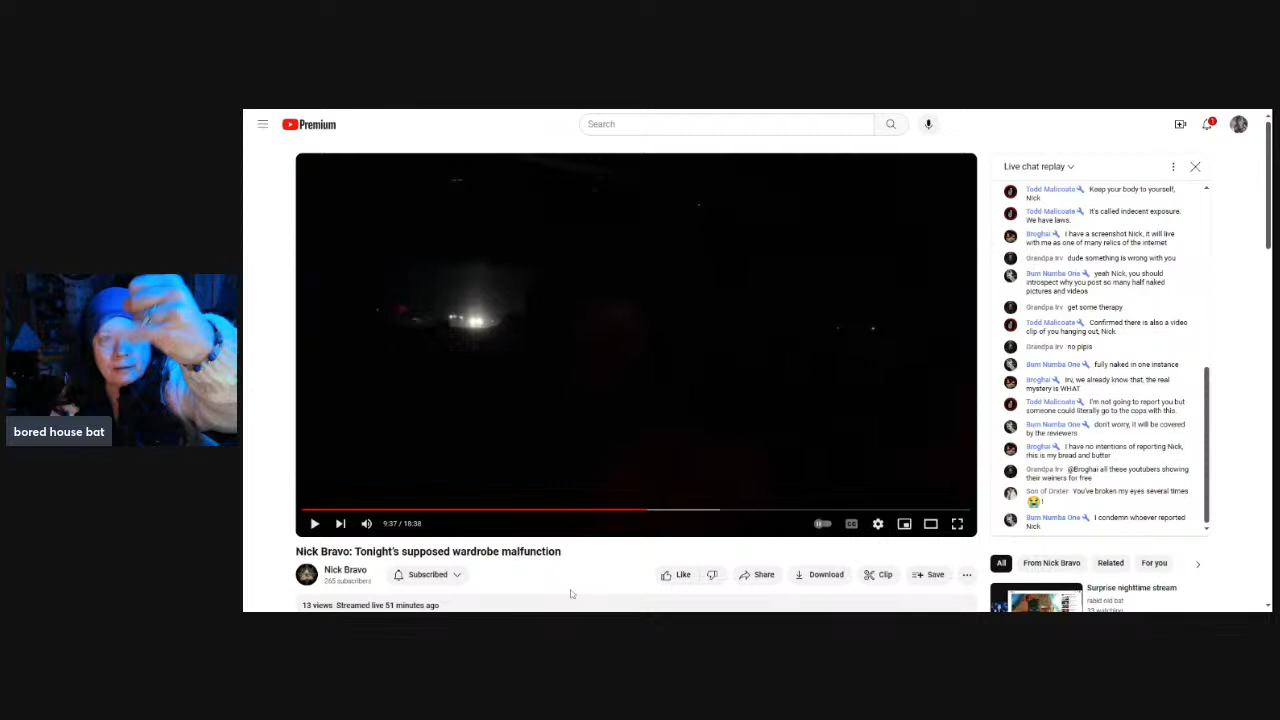 Premium
Search
1
Live chat replay
Todd Malicoate Keep your body to yourself,
Nick
Todd Malicoate It's called indecent exposure.
We have laws.
Broghai I have a screenshot Nick, it will live
with me as one of many relics of the internet
Grandpa Irv dude something is wrong with you
Bum Numba One yeah Nick, you should
introspect why you post so many half naked
pictures and videos
Grandpa Irv get some therapy
Todd Malicoate Confirmed there is also a video
clip of you hanging out, Nick
Grandpa Irv no pipis
Bum Numba One fully naked in one instance
Broghai Irv, we already know that, the real
mystery is WHAT
Todd Malicoate I'm not going to report you but
someone could literally go to the cops with this.
Bum Numba One don't worry, it will be covered
by the reviewers
Broghai I have no intentions of reporting Nick,
this is my bread and butter
Grandpa Irv @Broghai all these youtubers showing
their weiners for free
Son of Drater You've broken my eyes several times
😭!
Bum Numba One I condemn whoever reported
Nick
bored house bat
9:37 / 18:38
CC
Nick Bravo: Tonight's supposed wardrobe malfunction
Nick Bravo
265 subscribers
Subscribed
Like
Share
Download
Clip
Save
13 views Streamed live 51 minutes ago
All
From Nick Bravo
Related
For you
Surprise nighttime stream
rabid old bat
23 watching